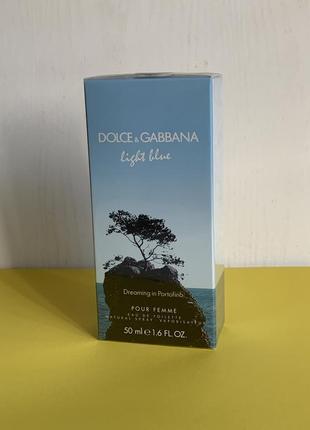 DOLCE & GABBANA
light blue
Dreaming in Portofino
POUR FEMME
EAU DE TOILETTE
NATURAL SPRAY VAPORISATEUR
50 ml e 1.6 FL. OZ.